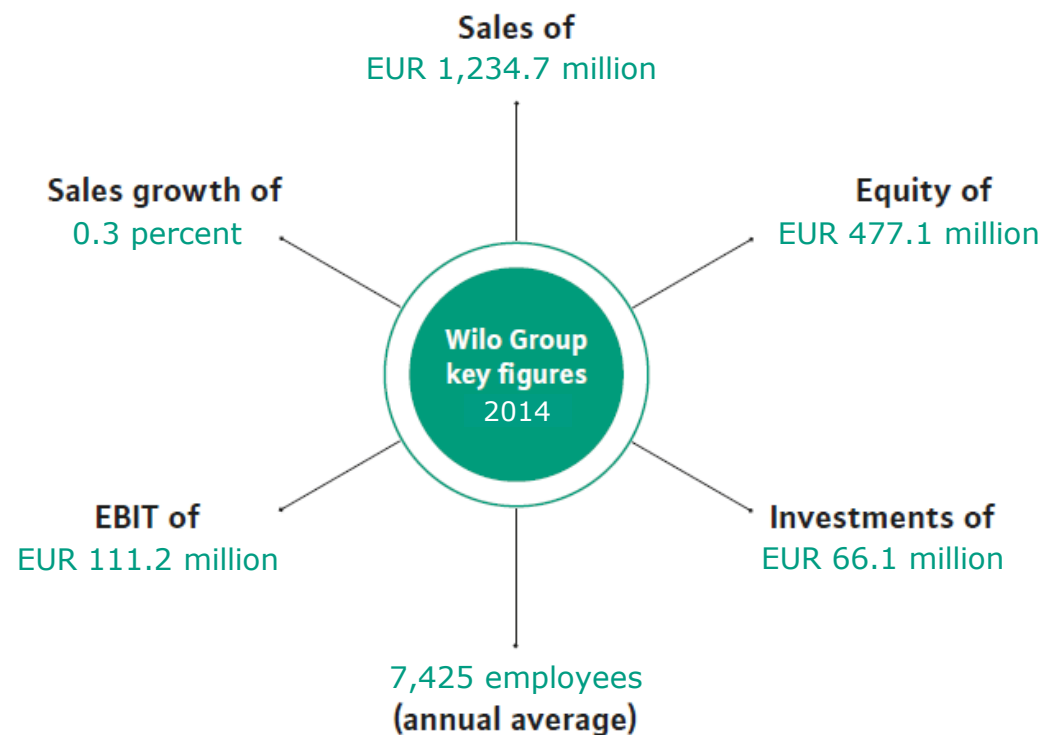 Sales of
EUR 1,234.7 million
Sales growth of
0.3 percent
Equity of
EUR 477.1 million
Wilo Group
key figures
2014
EBIT of
EUR 111.2 million
Investments of
EUR 66.1 million
7,425 employees
(annual average)